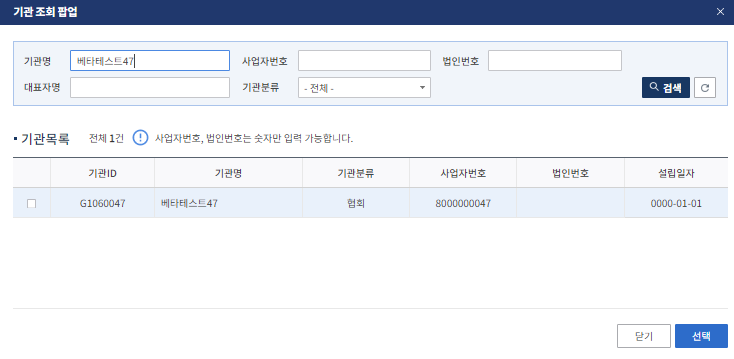 기관 조회 팝업
기관명 베타테스트47 사업자번호 법인번호
대표자명 기관분류 - 전체 - 검색
기관목록 전체 1건 사업자번호, 법인번호는 숫자만 입력 가능합니다.
기관ID 기관명 기관분류 사업자번호 법인번호 설립일자
G1060047 베타테스트47 협회 8000000047 0000-01-01
닫기 선택